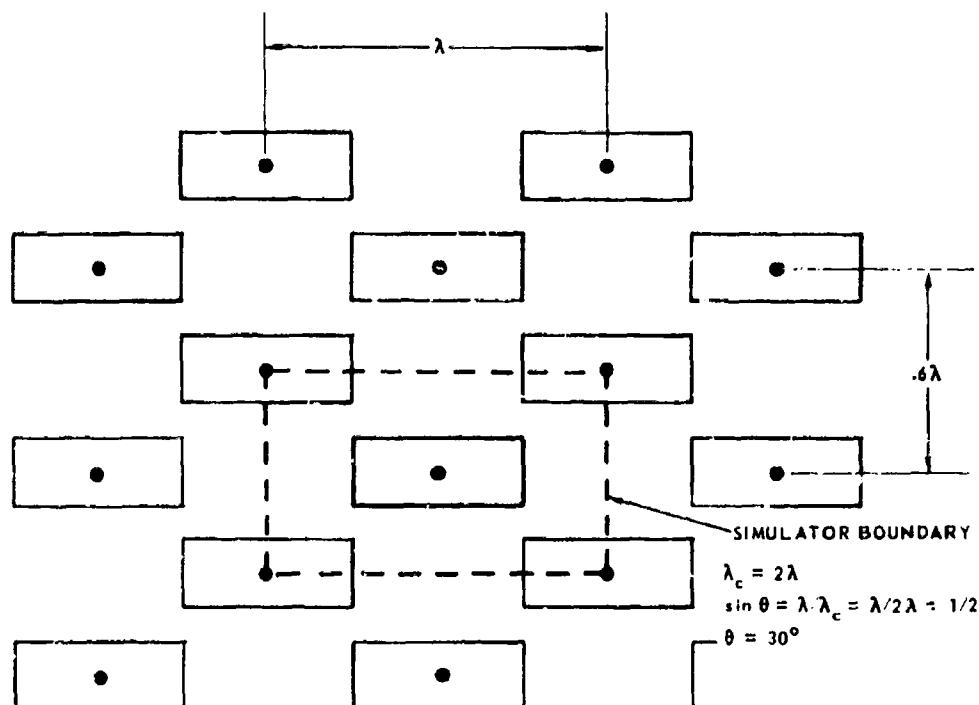 λ
.6λ
SIMULATOR BOUNDARY
λc = 2λ
sin θ = λ/λc = λ/2λ = 1/2
θ = 30°